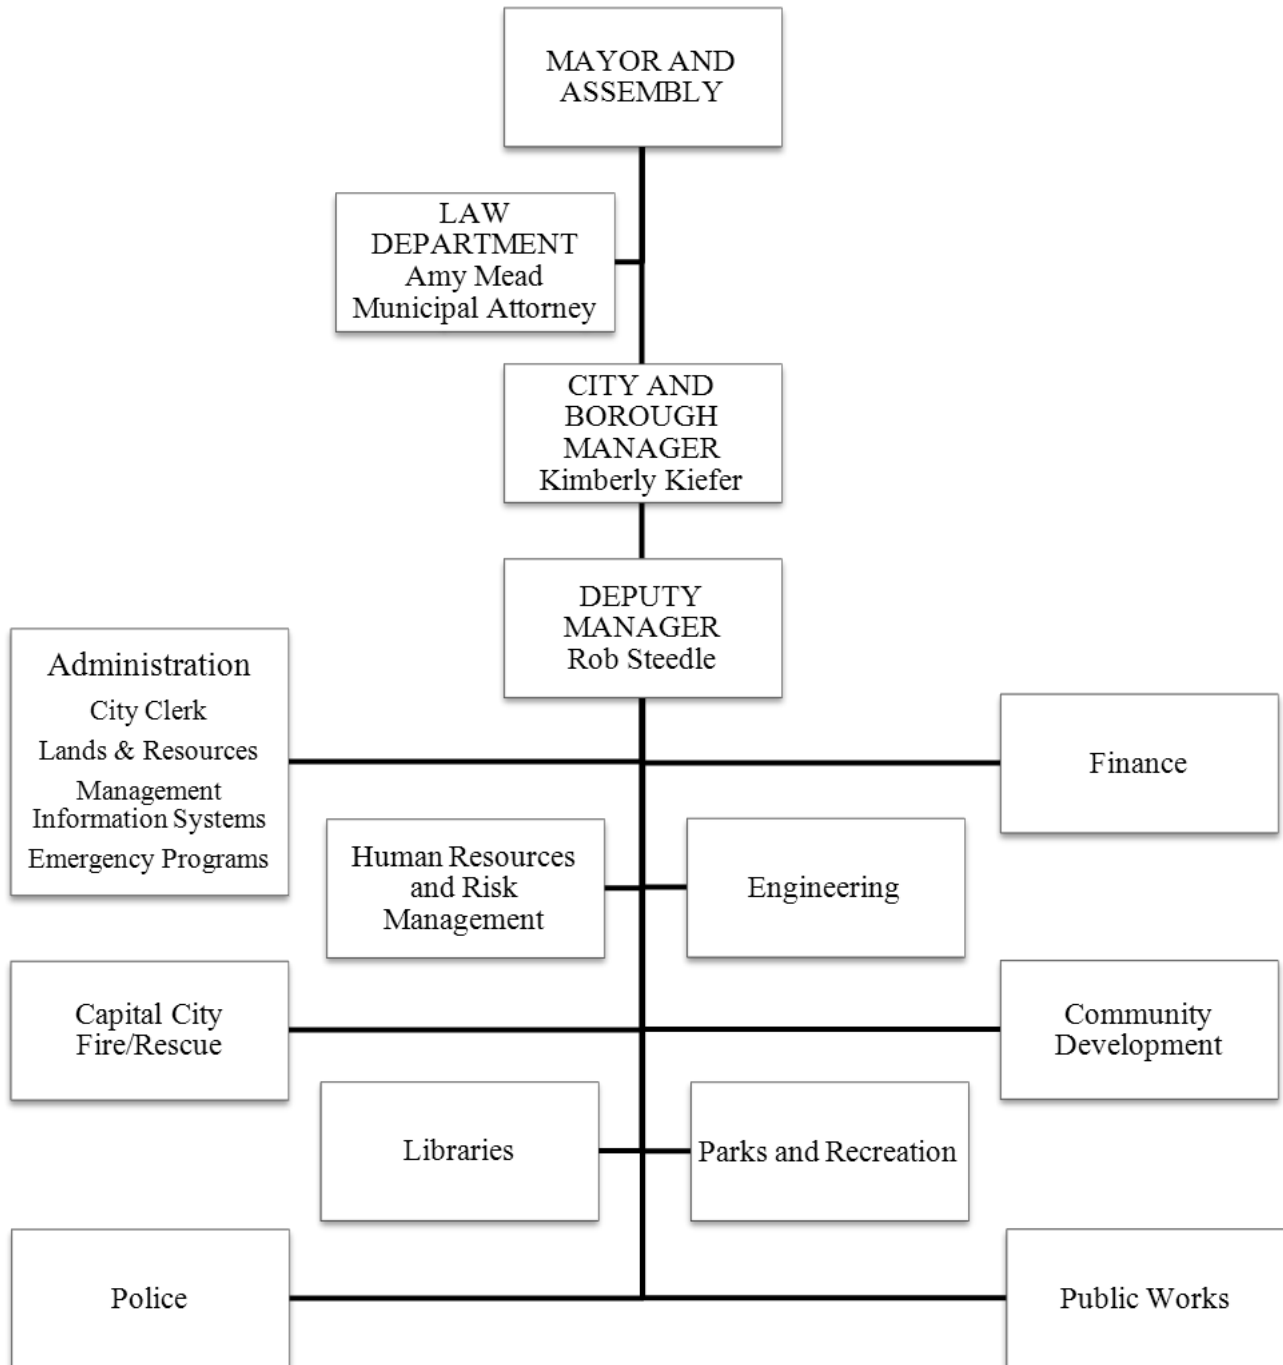 MAYOR AND
ASSEMBLY
LAW
DEPARTMENT
Amy Mead
Municipal Attorney
CITY AND
BOROUGH
MANAGER
Kimberly Kiefer
DEPUTY
MANAGER
Rob Steedle
Administration
City Clerk
Lands & Resources
Management
Information Systems
Emergency Programs
Finance
Human Resources
and Risk
Management
Engineering
Capital City
Fire/Rescue
Community
Development
Libraries
Parks and Recreation
Police
Public Works